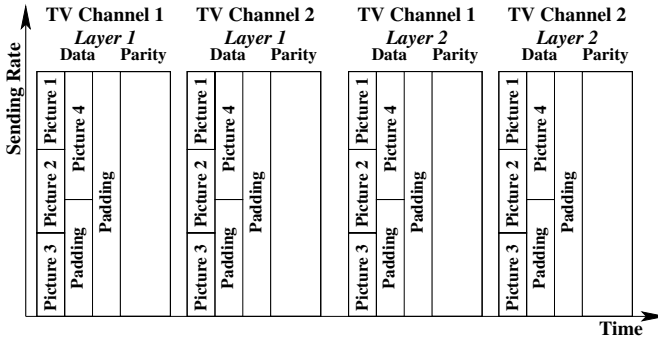 TV Channel 1 TV Channel 2 TV Channel 1 TV Channel 2
Layer 1 Layer 1 Layer 2 Layer 2
Data Parity Data Parity Data Parity Data Parity
Sending Rate
Picture 1
Picture 2
Picture 3
Picture 4
Padding
Padding
Picture 1
Picture 2
Picture 3
Picture 4
Padding
Padding
Picture 1
Picture 2
Picture 3
Picture 4
Padding
Padding
Picture 1
Picture 2
Picture 3
Picture 4
Padding
Padding
Time